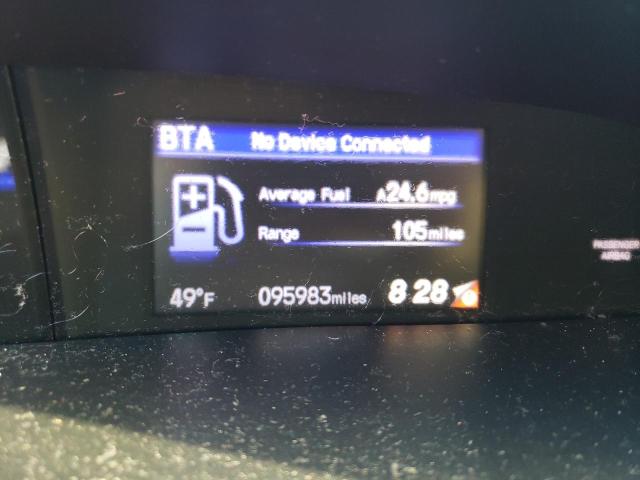 BTA No Device Connected
Average Fuel A24.6mpg
Range 105miles
49°F 095983miles 8 28
PASSENGER
AIRBAG